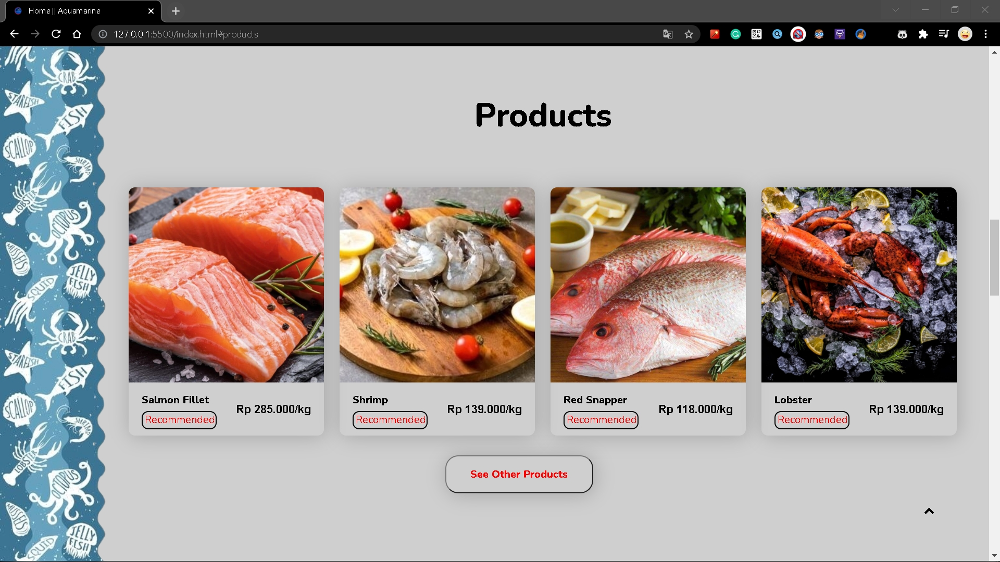 Home || Aquamarine
127.0.0.1:5500/index.html#products
CRAB
STARFISH
FISH
SCALLOP
SHRIMP
LOBSTER
OCTOPUS
MUSSELS
JELLY
FISH
SQUID
CRAB
STARFISH
FISH
SCALLOP
SHRIMP
LOBSTER
OCTOPUS
MUSSELS
JELLY
FISH
SQUID
Products
Salmon Fillet
Rp 285.000/kg
Recommended
Shrimp
Rp 139.000/kg
Recommended
Red Snapper
Rp 118.000/kg
Recommended
Lobster
Rp 139.000/kg
Recommended
See Other Products